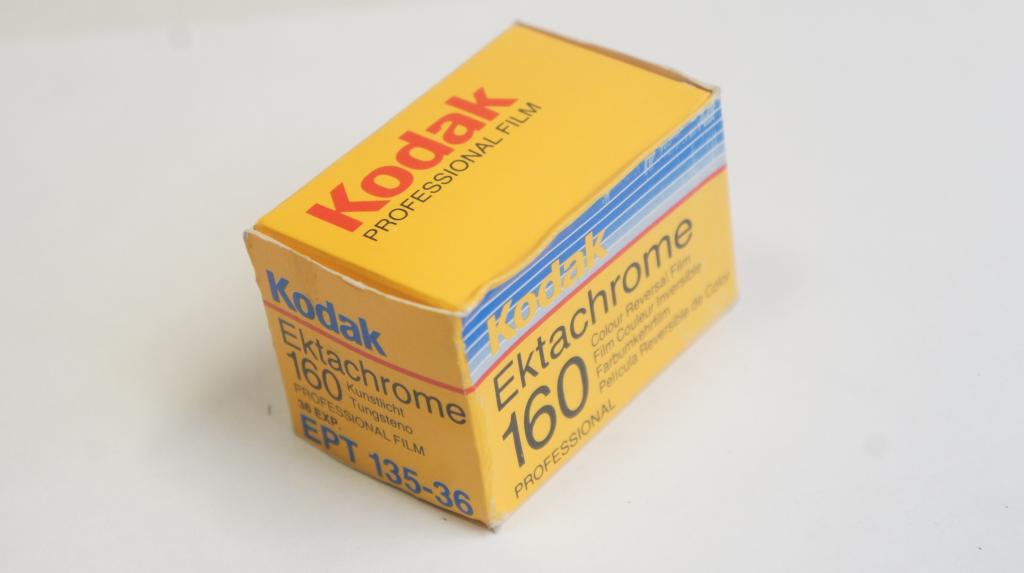 Kodak
PROFESSIONAL FILM
Kodak
Ektachrome
160
Kunstlicht
Tungsteno
PROFESSIONAL FILM
36 EXP.
EPT 135-36
Kodak
Ektachrome
160
Colour Reversal Film
Film Couleur Inversible
Farbumkehrfilm
Película Reversible de Color
PROFESSIONAL